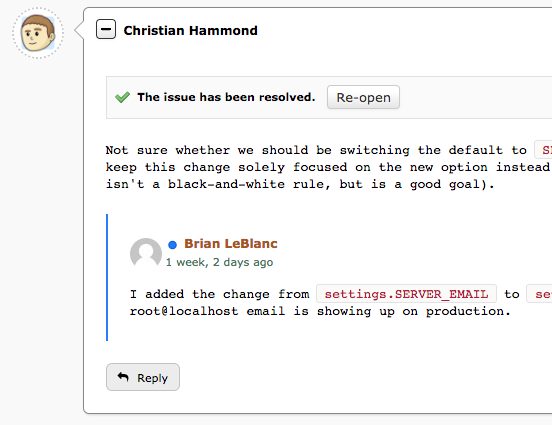 Christian Hammond
The issue has been resolved. Re-open
Not sure whether we should be switching the default to
keep this change solely focused on the new option instead
isn't a black-and-white rule, but is a good goal).
Brian LeBlanc
1 week, 2 days ago
I added the change from settings.SERVER_EMAIL to
root@localhost email is showing up on production.
Reply